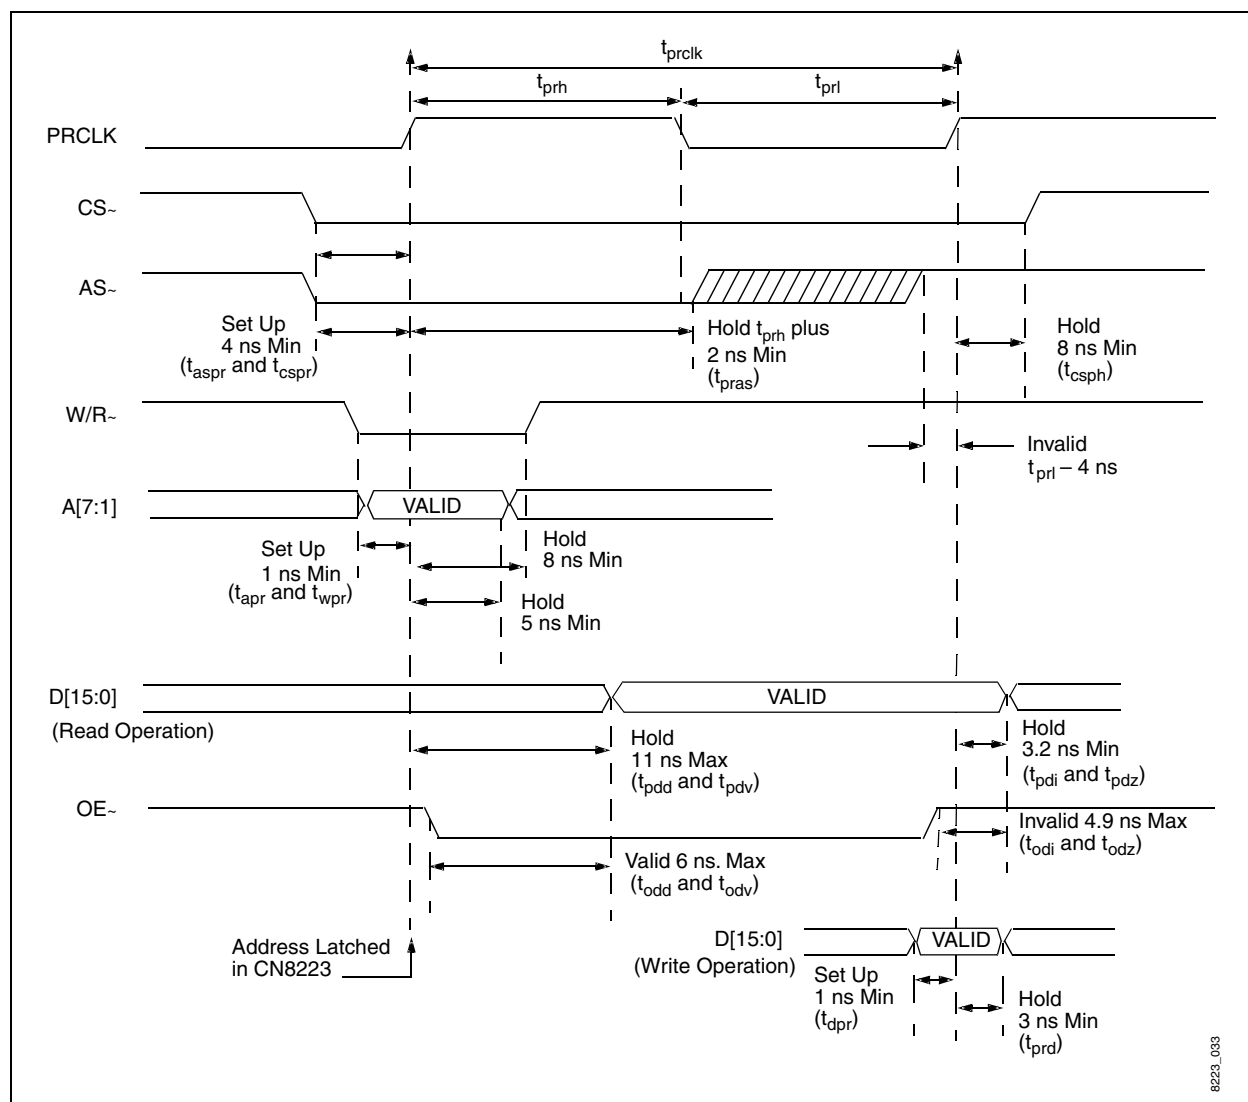 tprclk
tprh
tprl
PRCLK
CS~
AS~
Set Up
4 ns Min
(taspr and tcspr)
Hold tprh plus
2 ns Min
(tpras)
Hold
8 ns Min
(tcsph)
W/R~
Invalid
tprl – 4 ns
A[7:1]
VALID
Set Up
1 ns Min
(tapr and twpr)
Hold
8 ns Min
Hold
5 ns Min
D[15:0]
(Read Operation)
VALID
Hold
11 ns Max
(tpdd and tpdv)
Hold
3.2 ns Min
(tpdi and tpdz)
OE~
Invalid 4.9 ns Max
(todi and todz)
Valid 6 ns. Max
(todd and todv)
Address Latched
in CN8223
D[15:0]
(Write Operation)
VALID
Set Up
1 ns Min
(tdpr)
Hold
3 ns Min
(tprd)
8223_033